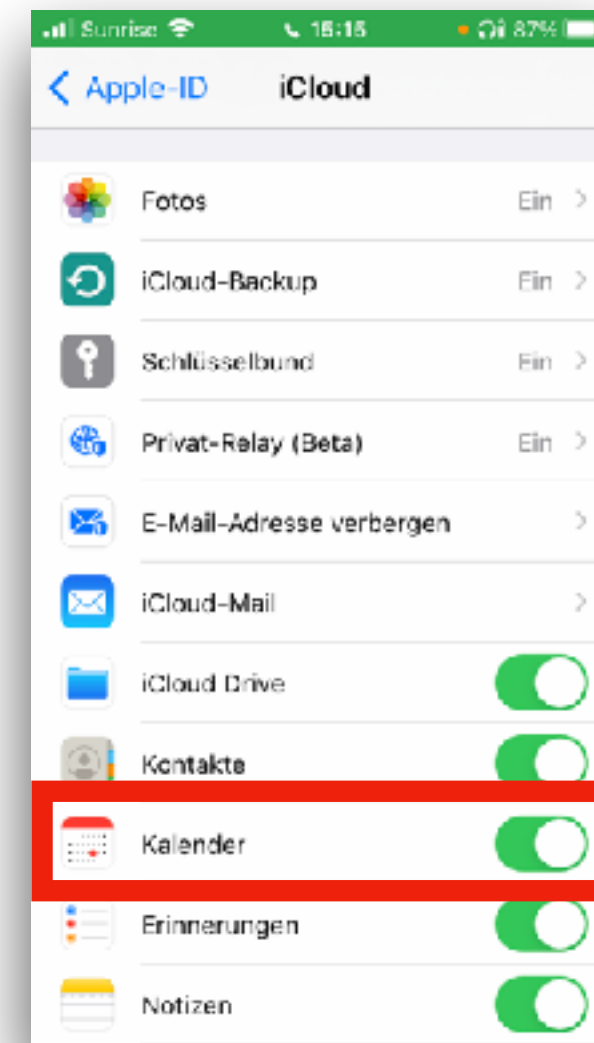 Sunrise 15:15 87%
Apple-ID iCloud
Fotos Ein
iCloud-Backup Ein
Schlüsselbund Ein
Privat-Relay (Beta) Ein
E-Mail-Adresse verbergen
iCloud-Mail
iCloud Drive
Kontakte
Kalender
Erinnerungen
Notizen